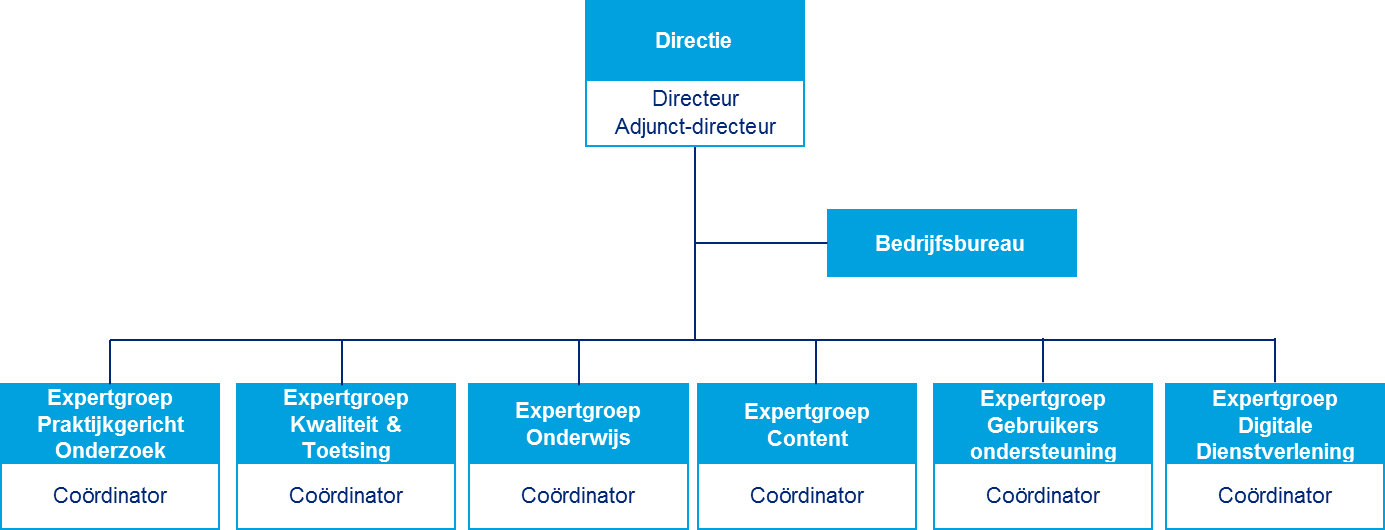 Directie
Directeur
Adjunct-directeur
Bedrijfsbureau
Expertgroep
Praktijkgericht
Onderzoek
Coördinator
Expertgroep
Kwaliteit &
Toetsing
Coördinator
Expertgroep
Onderwijs
Coördinator
Expertgroep
Content
Coördinator
Expertgroep
Gebruikers
ondersteuning
Coördinator
Expertgroep
Digitale
Dienstverlening
Coördinator